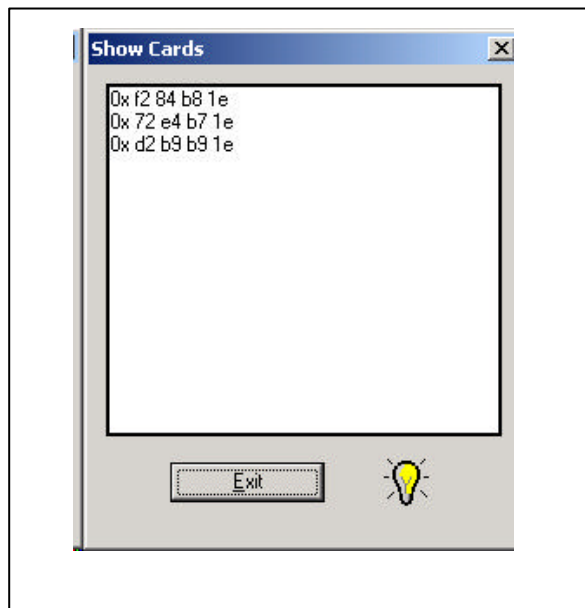 Show Cards
0x f2 84 b8 1e
0x 72 e4 b7 1e
0x d2 b9 b9 1e
Exit